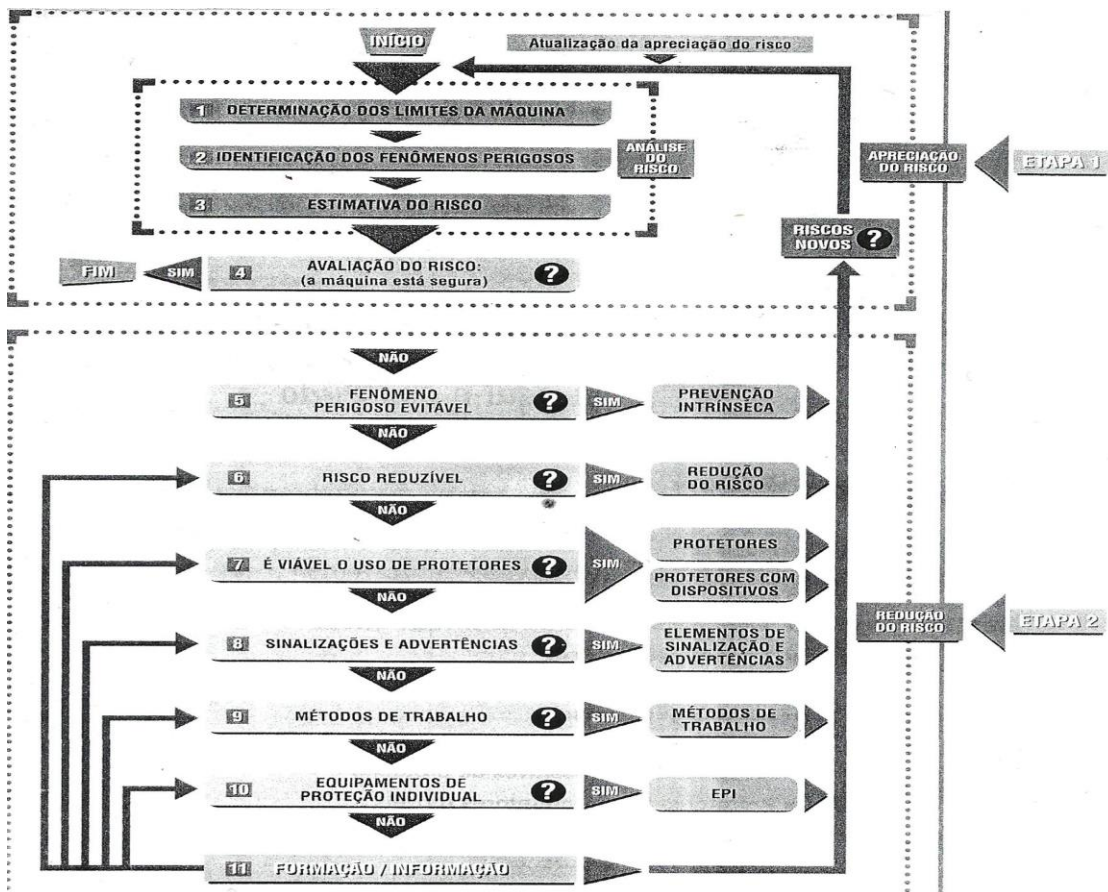 INÍCIO
Atualização da apreciação do risco
1 DETERMINAÇÃO DOS LIMITES DA MÁQUINA
2 IDENTIFICAÇÃO DOS FENÔMENOS PERIGOSOS
ANÁLISE
DO
RISCO
3 ESTIMATIVA DO RISCO
APRECIAÇÃO
DO RISCO
ETAPA 1
RISCOS
NOVOS ?
FIM
SIM
4 AVALIAÇÃO DO RISCO:
(a máquina está segura) ?
NÃO
5 FENÔMENO
PERIGOSO EVITÁVEL ?
SIM
PREVENÇÃO
INTRÍNSÉCA
NÃO
6 RISCO REDUZÍVEL ?
SIM
REDUÇÃO
DO RISCO
NÃO
7 É VIÁVEL O USO DE PROTETORES ?
SIM
PROTETORES
PROTETORES COM
DISPOSITIVOS
NÃO
REDUÇÃO
DO RISCO
ETAPA 2
8 SINALIZAÇÕES E ADVERTÊNCIAS ?
SIM
ELEMENTOS DE
SINALIZAÇÃO E
ADVERTÊNCIAS
NÃO
9 MÉTODOS DE TRABALHO ?
SIM
MÉTODOS DE
TRABALHO
NÃO
10 EQUIPAMENTOS DE
PROTEÇÃO INDIVIDUAL ?
SIM
EPI
NÃO
11 FORMAÇÃO / INFORMAÇÃO